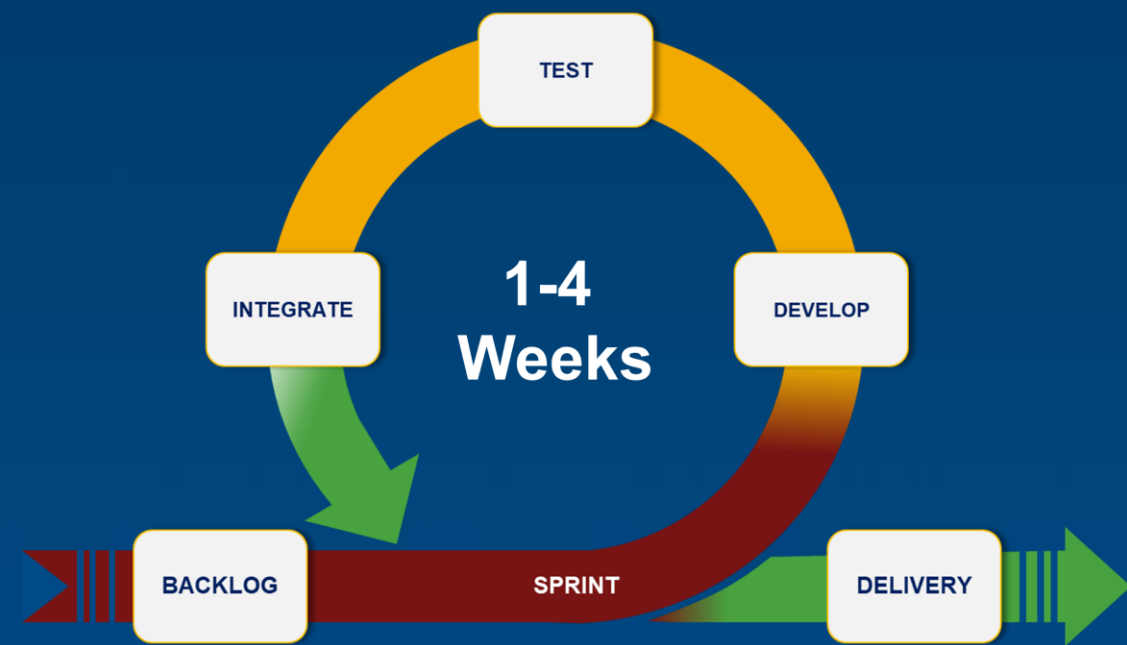 TEST
INTEGRATE
1-4
Weeks
DEVELOP
BACKLOG
SPRINT
DELIVERY